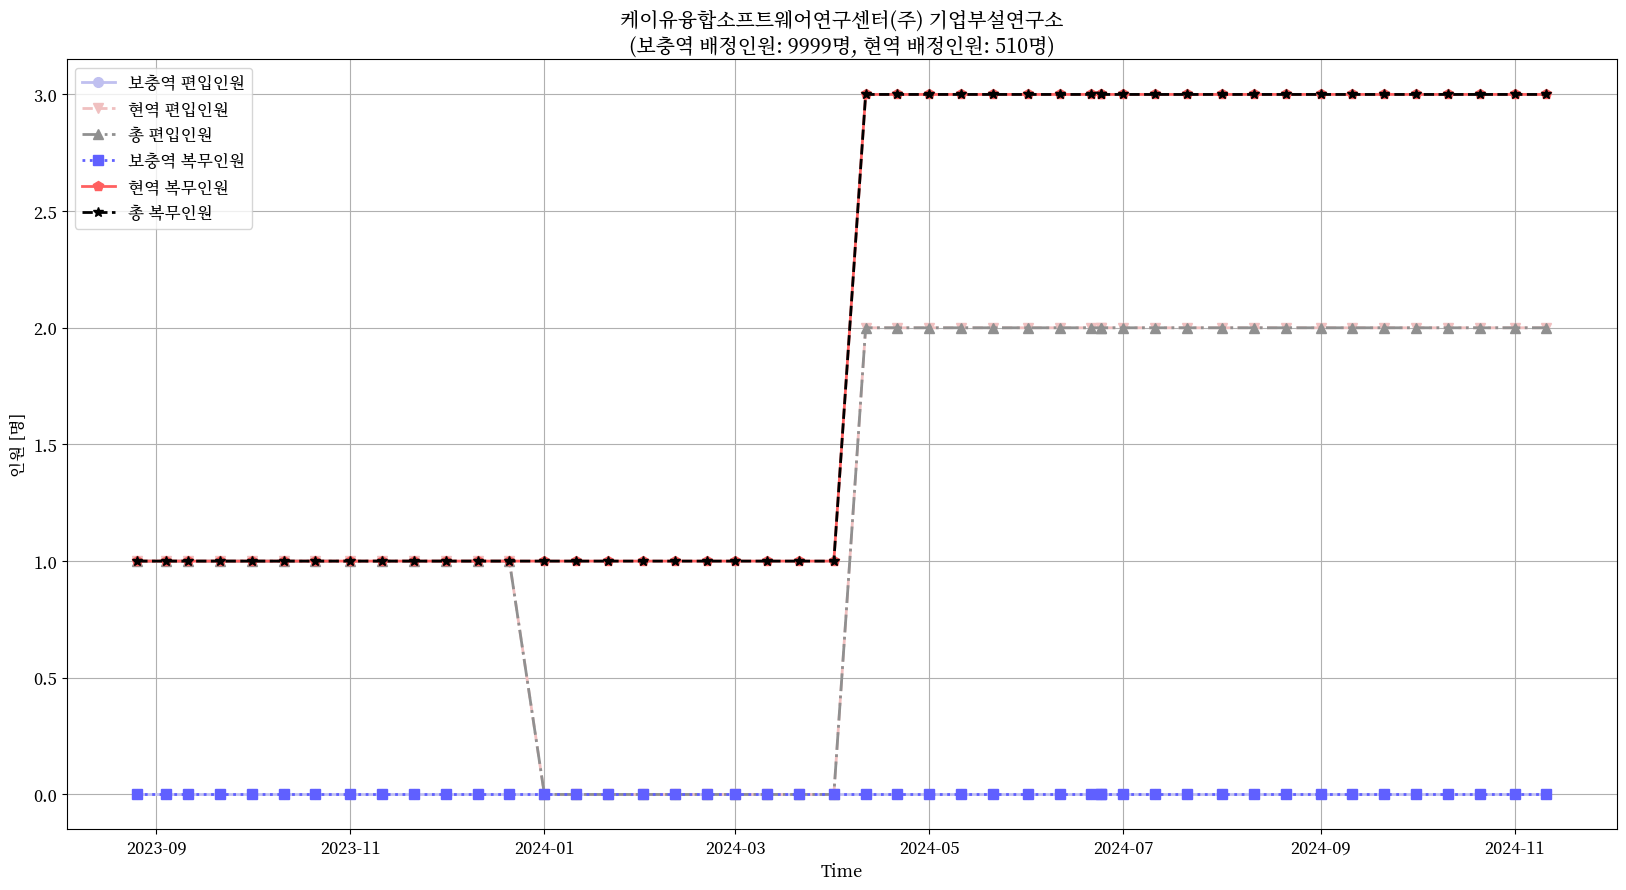 케이유융합소프트웨어연구센터(주) 기업부설연구소
(보충역 배정인원: 9999명, 현역 배정인원: 510명)
보충역 편입인원
현역 편입인원
총 편입인원
보충역 복무인원
현역 복무인원
총 복무인원
3.0
2.5
2.0
1.5
1.0
0.5
0.0
인원 [명]
2023-09
2023-11
2024-01
2024-03
2024-05
2024-07
2024-09
2024-11
Time